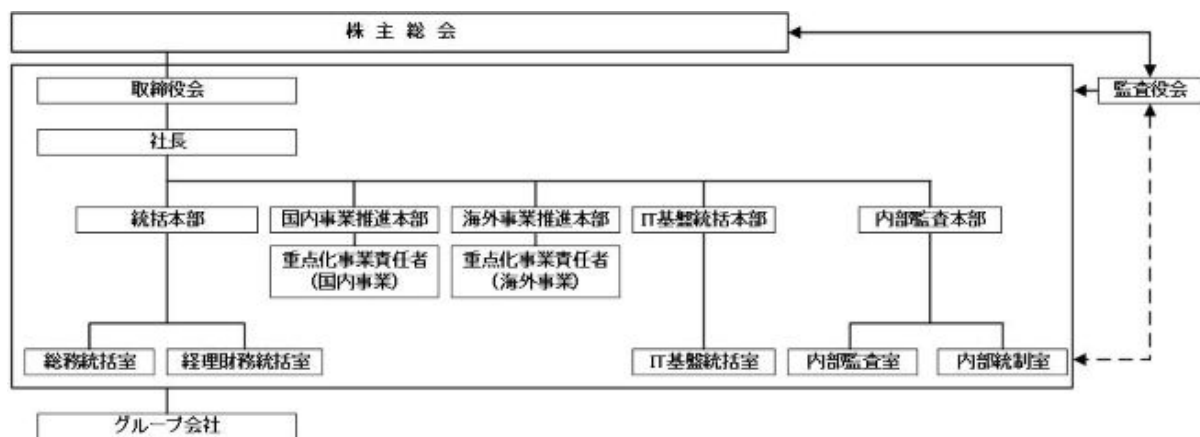 株主総会
取締役会
監査役会
社長
統括本部
国内事業推進本部
海外事業推進本部
IT基盤統括本部
内部監査本部
重点化事業責任者
(国内事業)
重点化事業責任者
(海外事業)
総務統括室
経理財務統括室
IT基盤統括室
内部監査室
内部統制室
グループ会社